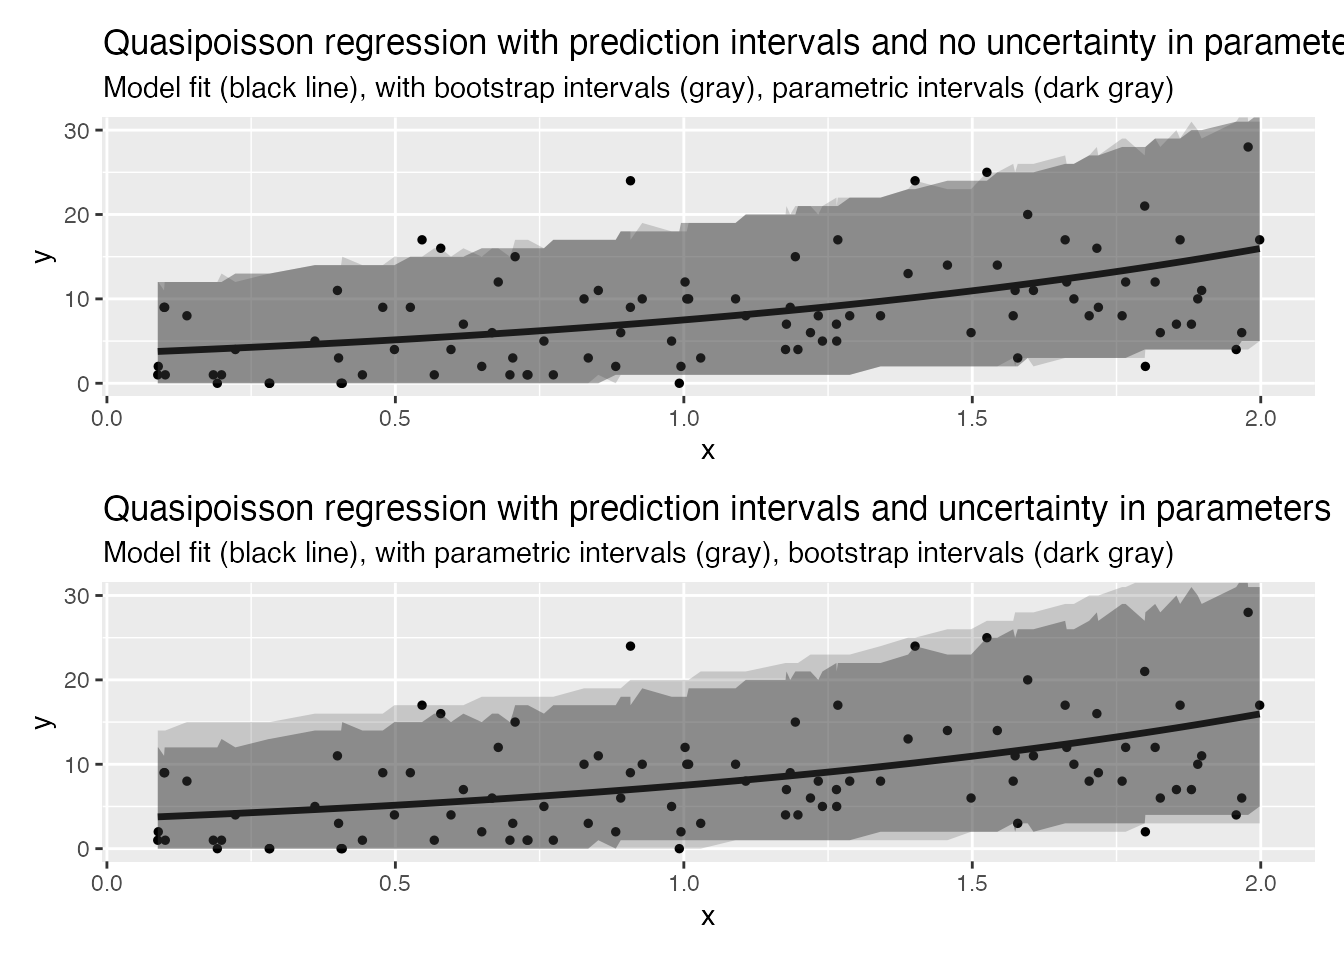 Quasipoisson regression with prediction intervals and no uncertainty in paramete
Model fit (black line), with bootstrap intervals (gray), parametric intervals (dark gray)
30
20
10
0
y
0.0 0.5 1.0 1.5 2.0
x
Quasipoisson regression with prediction intervals and uncertainty in parameters
Model fit (black line), with parametric intervals (gray), bootstrap intervals (dark gray)
30
20
10
0
y
0.0 0.5 1.0 1.5 2.0
x